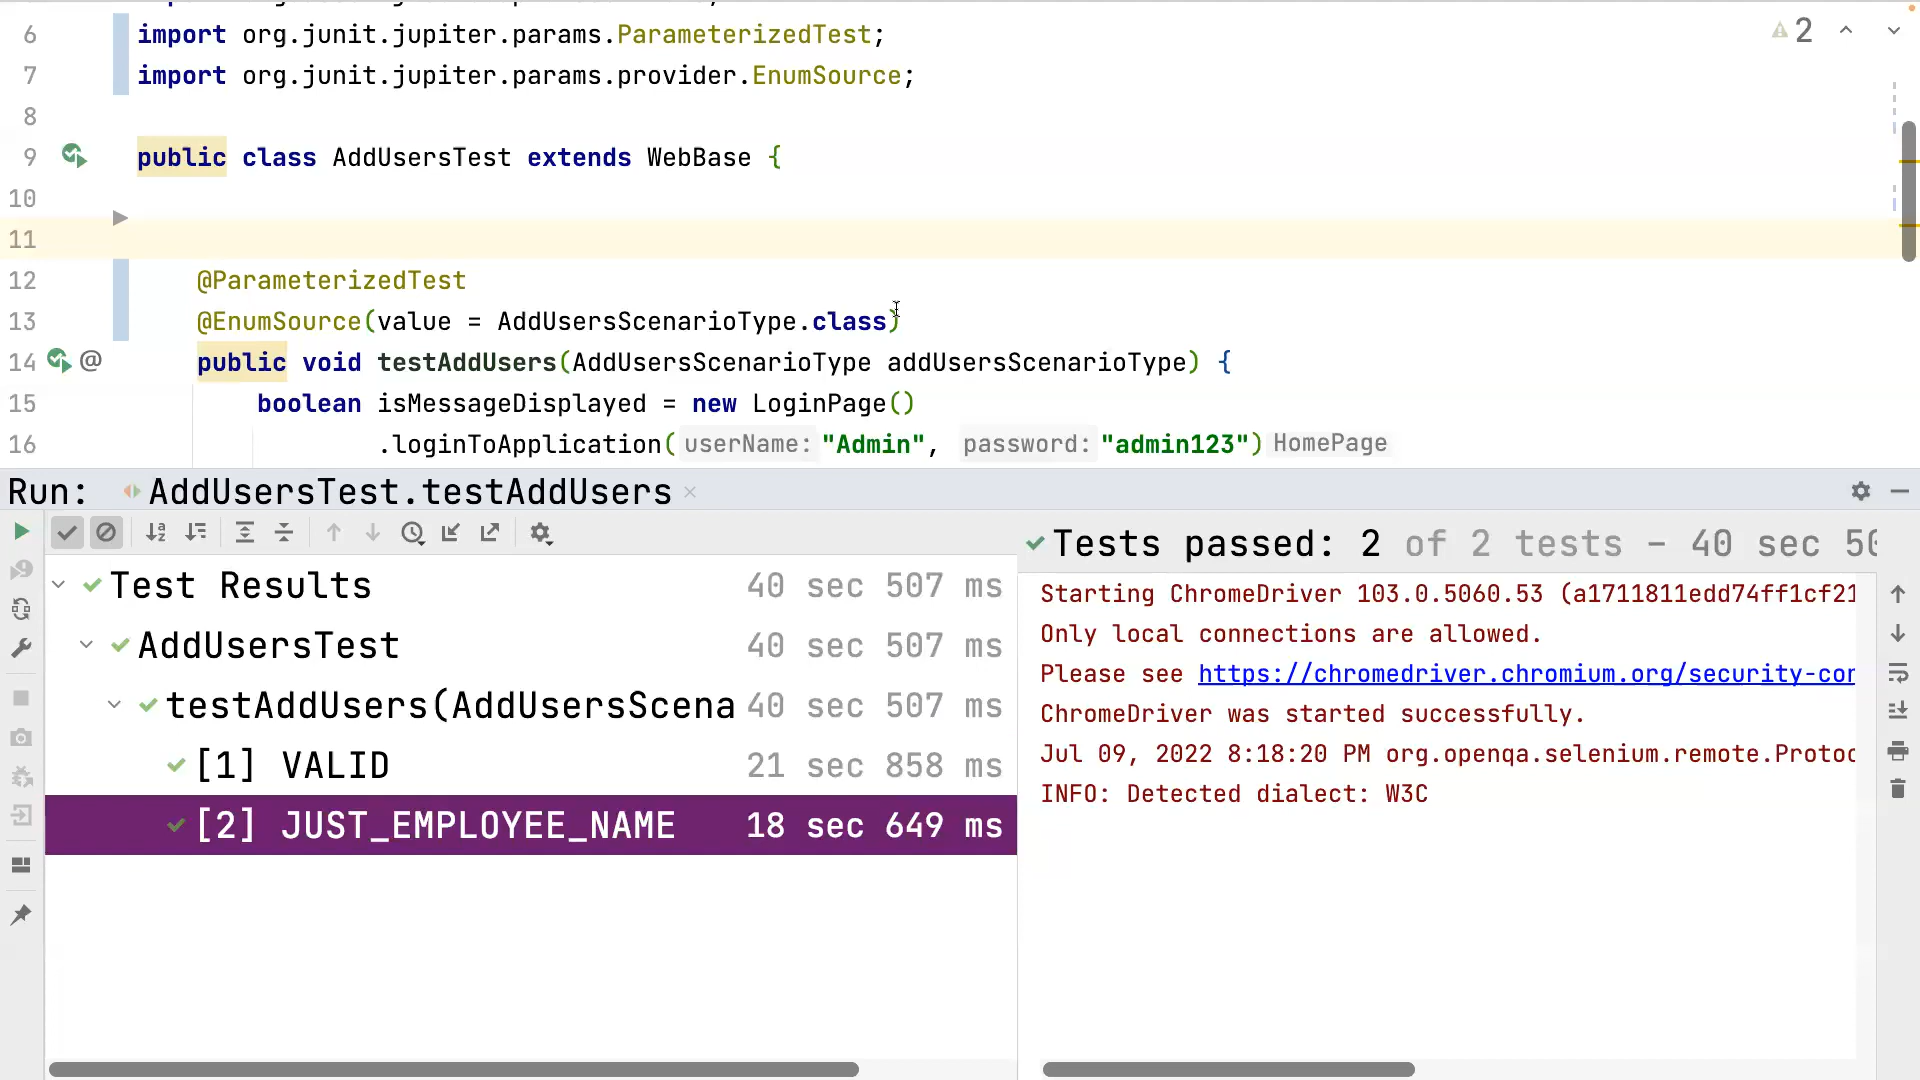 6 import org.junit.jupiter.params.ParameterizedTest;
2
7 import org.junit.jupiter.params.provider.EnumSource;
8
9 public class AddUsersTest extends WebBase {
10
11
12 @ParameterizedTest
13 @EnumSource(value = AddUsersScenarioType.class)
14 @ public void testAddUsers(AddUsersScenarioType addUsersScenarioType) {
15 boolean isMessageDisplayed = new LoginPage()
16 .loginToApplication( userName: "Admin", password: "admin123") HomePage
Run: AddUsersTest.testAddUsers
Tests passed: 2 of 2 tests – 40 sec 50
Test Results 40 sec 507 ms
AddUsersTest 40 sec 507 ms
testAddUsers(AddUsersScena 40 sec 507 ms
[1] VALID 21 sec 858 ms
[2] JUST_EMPLOYEE_NAME 18 sec 649 ms
Starting ChromeDriver 103.0.5060.53 (a1711811edd74ff1cf21
Only local connections are allowed.
Please see https://chromedriver.chromium.org/security-con
ChromeDriver was started successfully.
Jul 09, 2022 8:18:20 PM org.openqa.selenium.remote.Protoc
INFO: Detected dialect: W3C